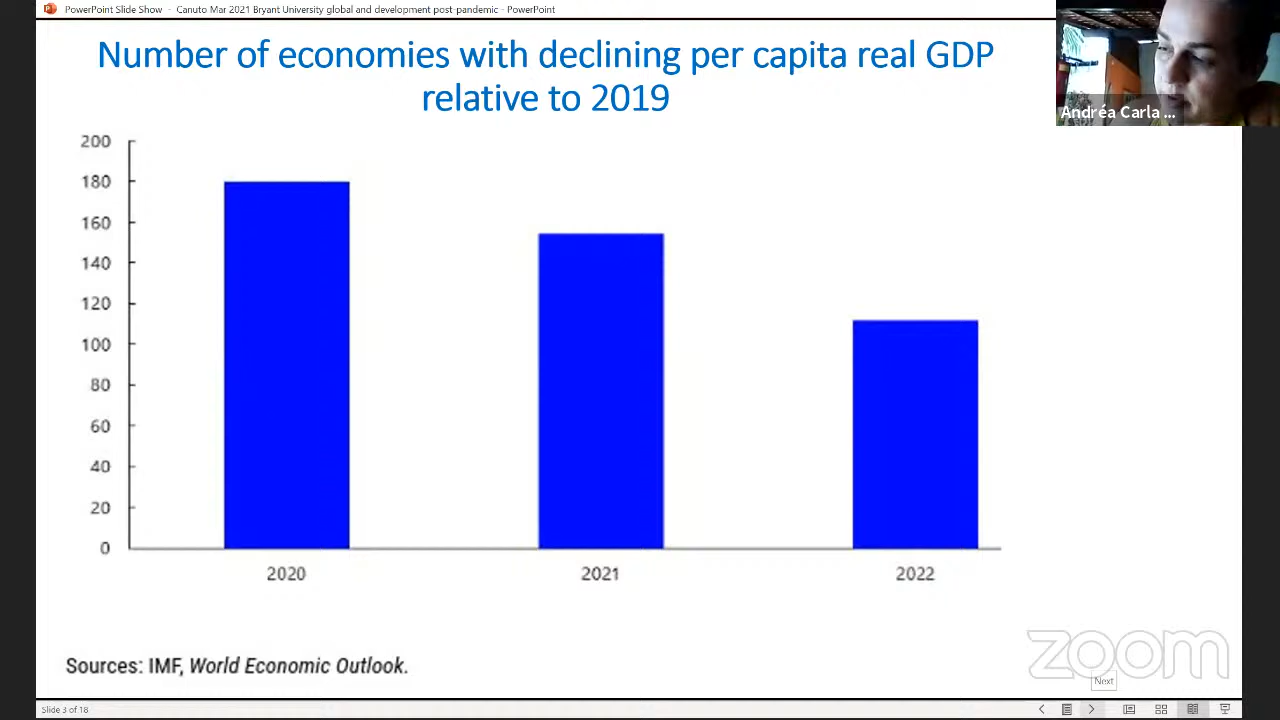 PowerPoint Slide Show - Canuto Mar 2021 Bryant University global and development post-pandemic - PowerPoint
Number of economies with declining per capita real GDP
relative to 2019
Andréa Carla ...
200
180
160
140
120
100
80
60
40
20
0
2020 2021 2022
Sources: IMF, World Economic Outlook.
zoom
Next
Slide 3 of 18